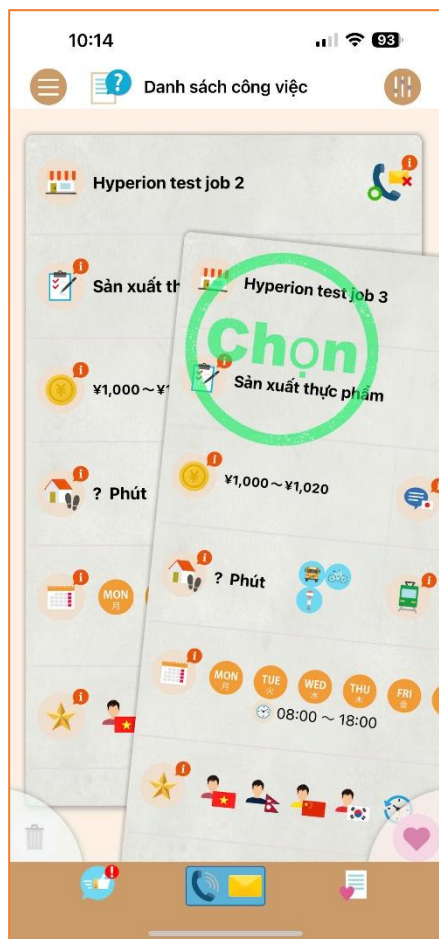 10:14
93
Danh sách công việc
Hyperion test job 2
Sản xuất th
¥1,000～¥1
? Phút
MON
月
Hyperion test job 3
Chọn
Sản xuất thực phẩm
¥1,000～¥1,020
? Phút
MON TUE WED THU FRI
月 火 水 木 金
08:00 ～ 18:00